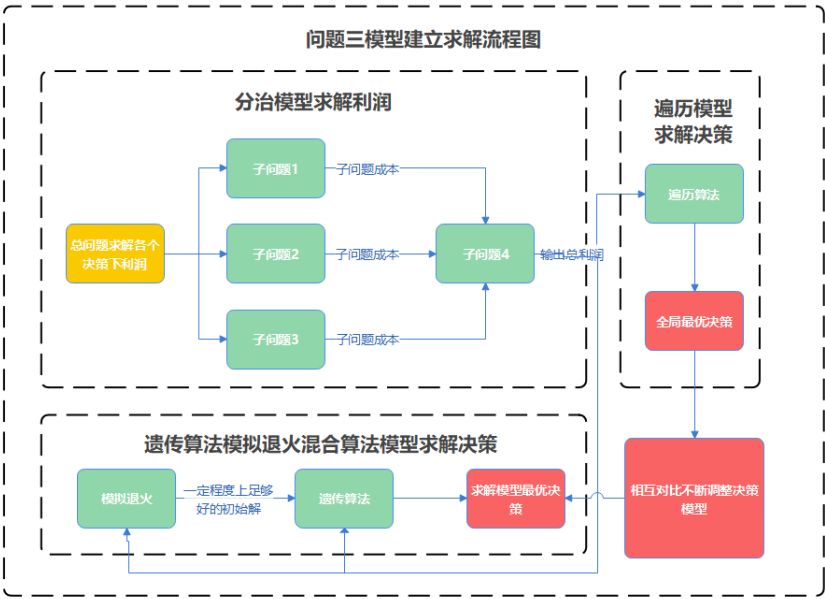 问题三模型建立求解流程图
分治模型求解利润
遍历模型
求解决策
子问题1
子问题成本
遍历算法
总问题求解各个
决策下利润
子问题2
子问题成本
子问题4
输出总利润
全局最优决策
子问题3
子问题成本
遗传算法模拟退火混合算法模型求解决策
模拟退火
一定程度上足够
好的初始解
遗传算法
求解模型最优决
策
相互对比不断调整决策
模型